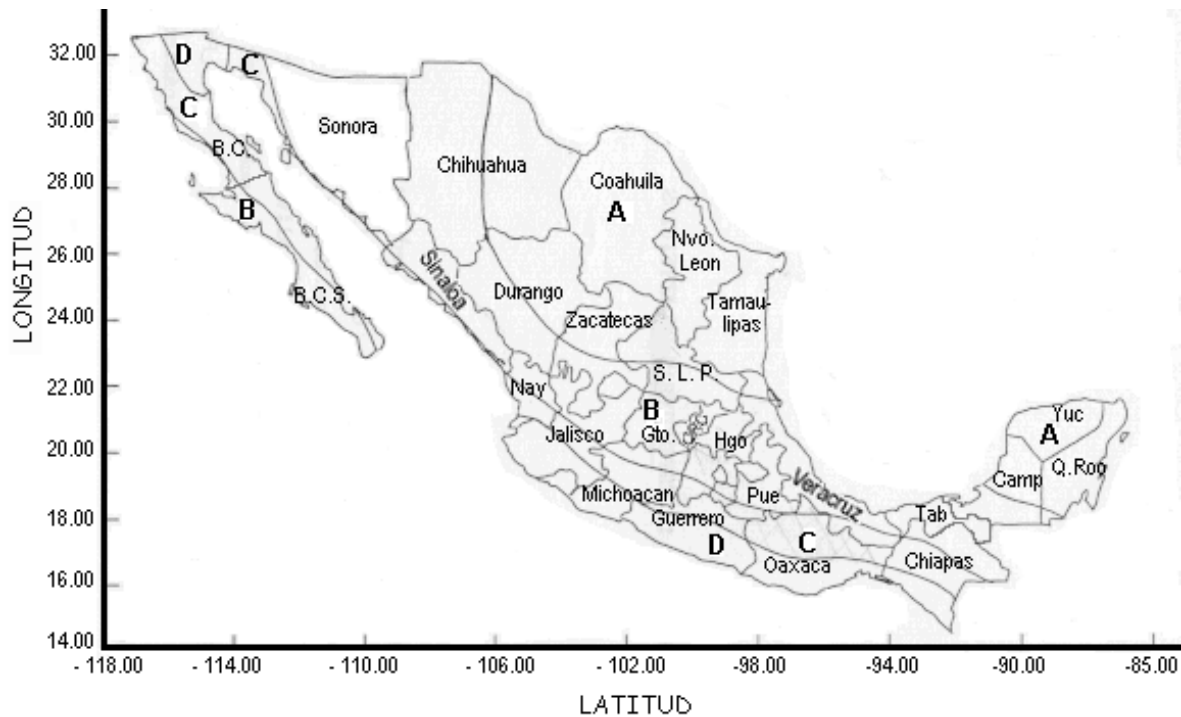 32.00
30.00
28.00
26.00
24.00
22.00
20.00
18.00
16.00
14.00
LONGITUD
D
C
C
B.C.
B
B.C.S.
Sonora
Chihuahua
Coahuila
A
Nvo.
Leon
Tamau-
lipas
Sinaloa
Durango
Zacatecas
S. L. P.
Nay
B
Gto.
Jalisco
Hgo
Michoacan
Pue
Veracruz
Guerrero
D
C
Oaxaca
Tab
Chiapas
Camp
Yuc
A
Q.Roo
- 118.00 -114.00 -110.00 -106.00 - 102.00 -98.00 -94.00 -90.00 -85.00
LATITUD